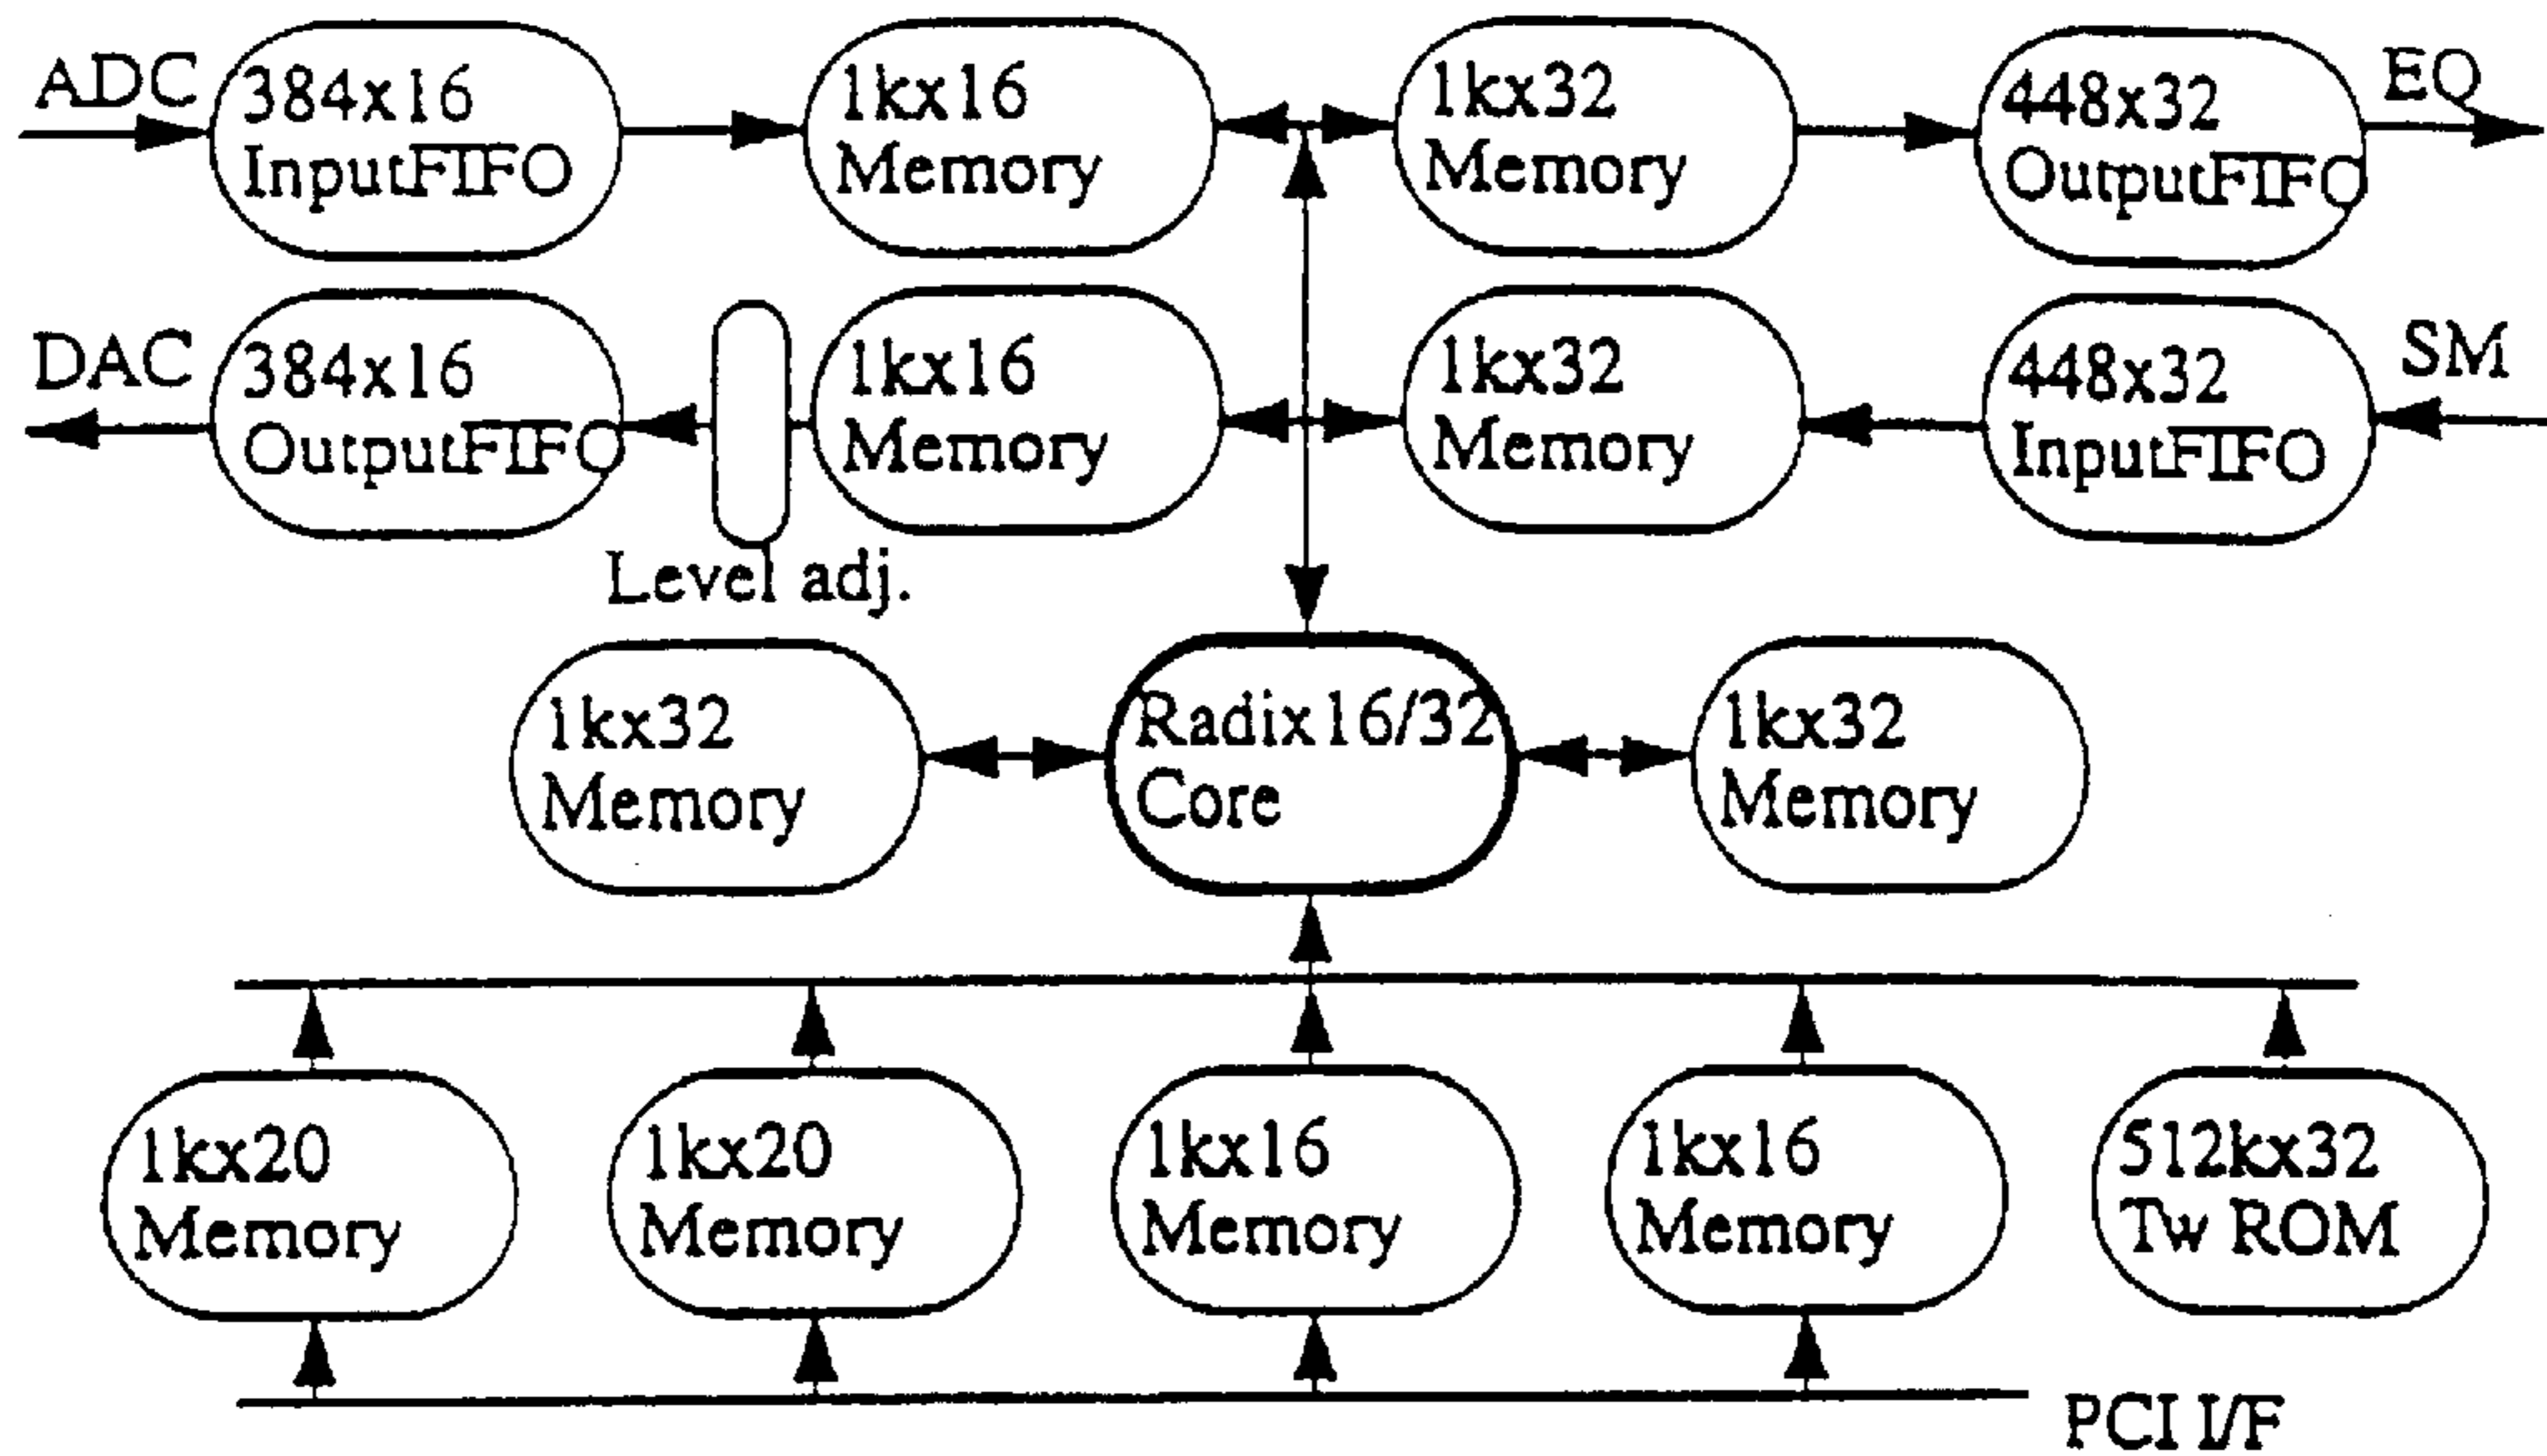 ADC
384x16
InputFIFO
1kx16
Memory
1kx32
Memory
448x32
OutputFIFO
EQ
DAC
384x16
OutputFIFO
Level adj.
1kx16
Memory
1kx32
Memory
448x32
InputFIFO
SM
1kx32
Memory
Radix16/32
Core
1kx32
Memory
1kx20
Memory
1kx20
Memory
1kx16
Memory
1kx16
Memory
512kx32
Tw ROM
PCI I/F